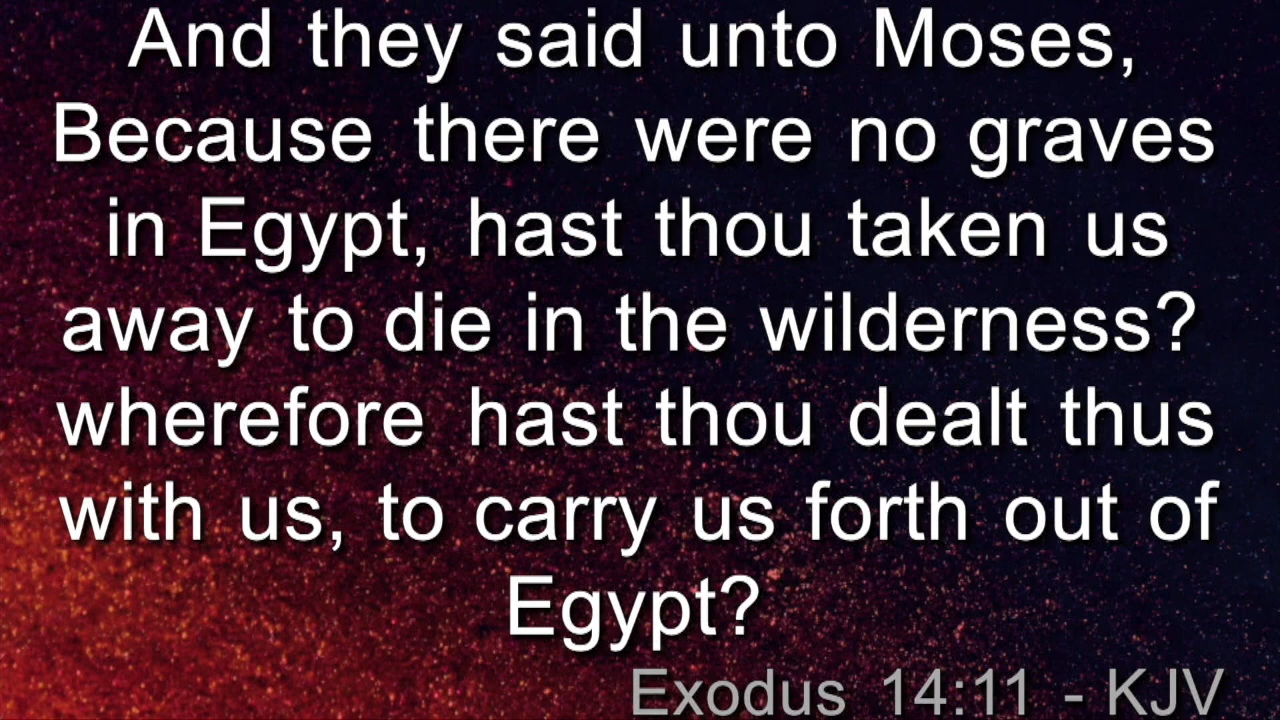 And they said unto Moses,
Because there were no graves
in Egypt, hast thou taken us
away to die in the wilderness?
wherefore hast thou dealt thus
with us, to carry us forth out of
Egypt?
Exodus 14:11 - KJV